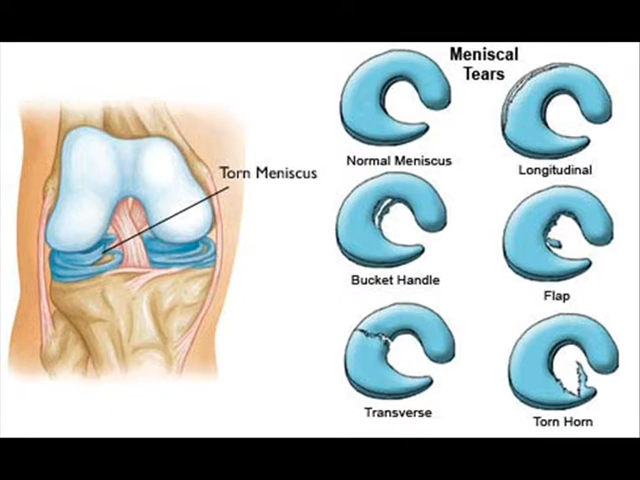 Meniscal
Tears
Torn Meniscus
Normal Meniscus
Longitudinal
Bucket Handle
Flap
Transverse
Torn Horn